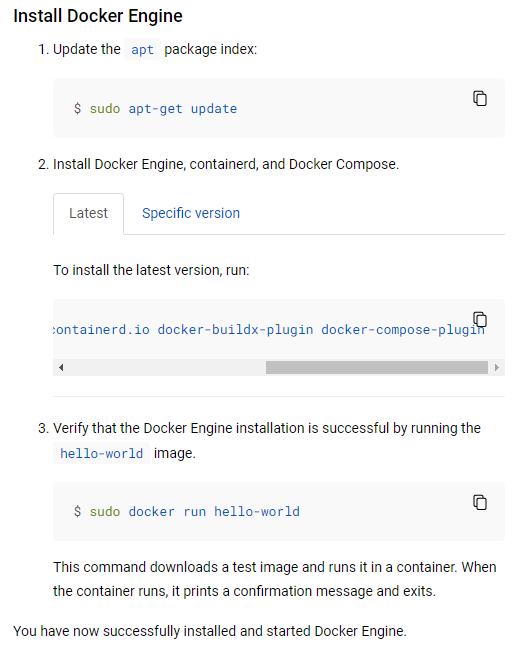 Install Docker Engine
1. Update the apt package index:
$ sudo apt-get update
2. Install Docker Engine, containerd, and Docker Compose.
Latest Specific version
To install the latest version, run:
containerd.io docker-buildx-plugin docker-compose-plugin
3. Verify that the Docker Engine installation is successful by running the
hello-world image.
$ sudo docker run hello-world
This command downloads a test image and runs it in a container. When
the container runs, it prints a confirmation message and exits.
You have now successfully installed and started Docker Engine.